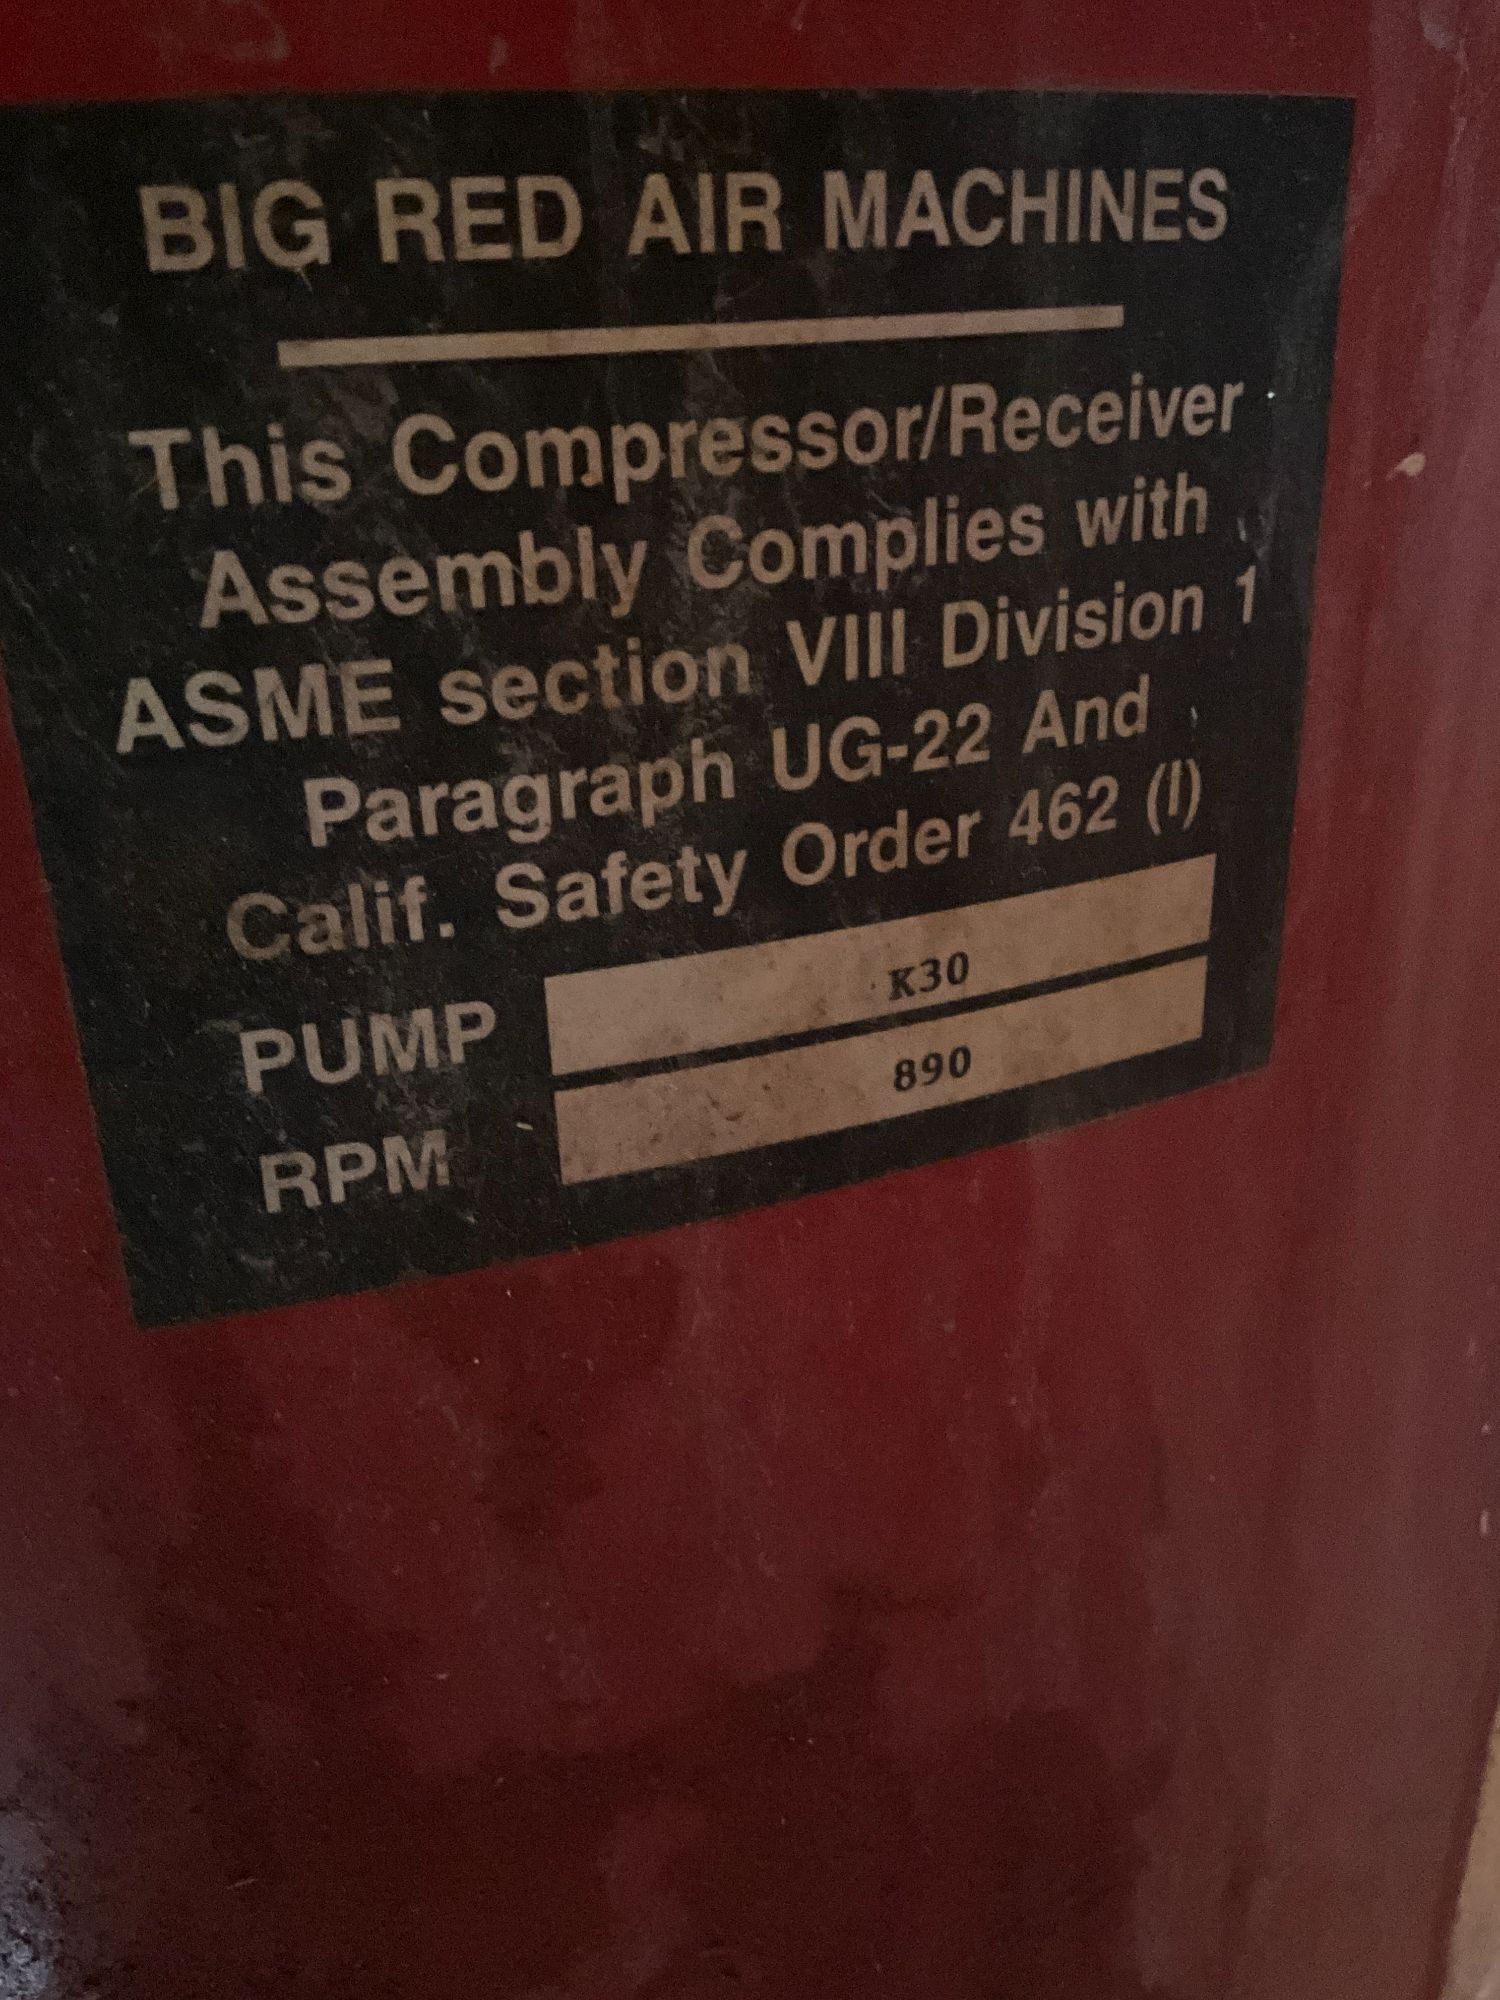 BIG RED AIR MACHINES
This Compressor/Receiver
Assembly Complies with
ASME section VIII Division 1
Paragraph UG-22 And
Calif. Safety Order 462 (I)
PUMP K30
RPM 890